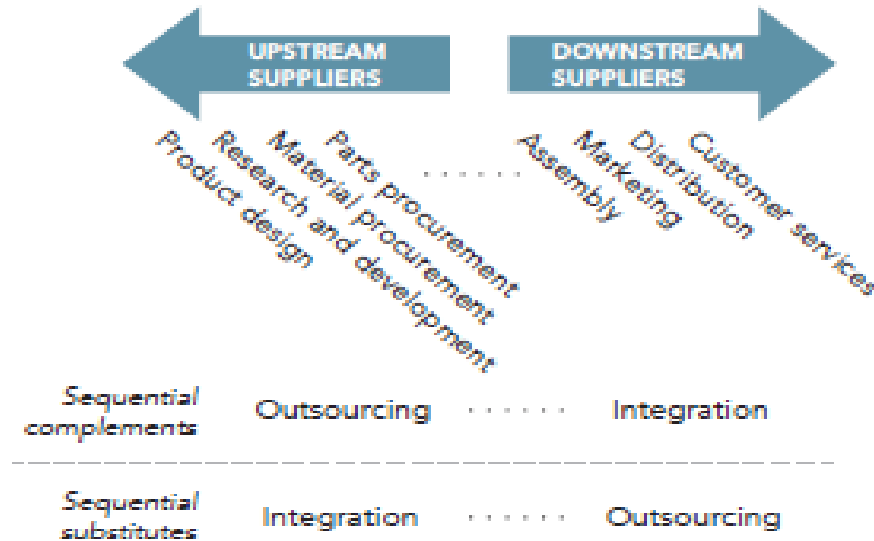 UPSTREAM
SUPPLIERS
DOWNSTREAM
SUPPLIERS
Product design
Research and development
Material procurement
Parts procurement
. . . . . .
Assembly
Marketing
Distribution
Customer services
Sequential
complements
Outsourcing . . . . . . Integration
Sequential
substitutes
Integration . . . . . . Outsourcing